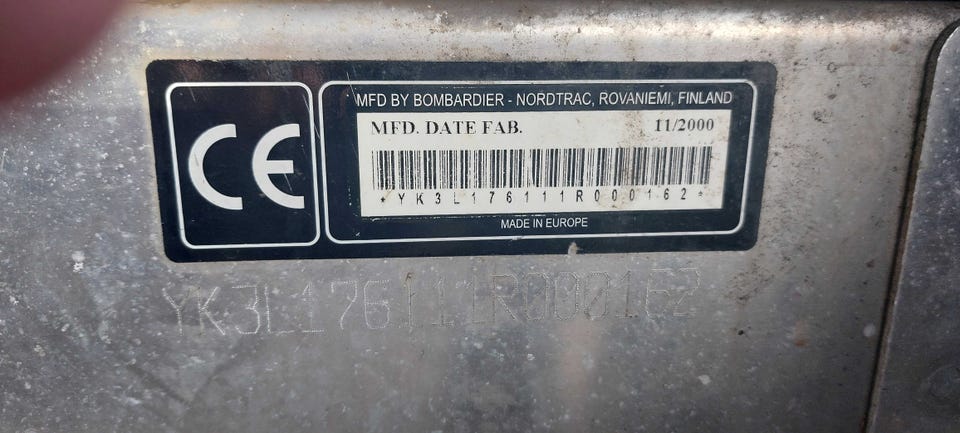 CE
MFD BY BOMBARDIER - NORDTRAC, ROVANIEMI, FINLAND
MFD. DATE FAB. 11/2000
*YK3L176111R000162*
MADE IN EUROPE
YK3L176111R000162